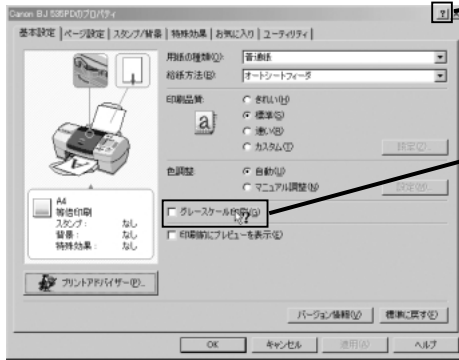 Canon BJ 535PDのプロパティ
?
基本設定 ページ設定 スタンプ/背景 特殊効果 お気に入り ユーティリティ
用紙の種類(Q): 普通紙
給紙方法(B): オートシートフィーダ
印刷品質: きれい(H)
a 標準(S)
速い(R)
カスタム(T) 設定(Z)...
色調整 自動(U)
マニュアル調整(N) 設定(W)...
グレースケール印刷(G)
印刷前にプレビューを表示(E)
A4
等倍印刷
スタンプ: なし
背景: なし
特殊効果: なし
プリントアドバイザー(P)...
バージョン情報(V) 標準に戻す(F)
OK キャンセル 適用(A) ヘルプ